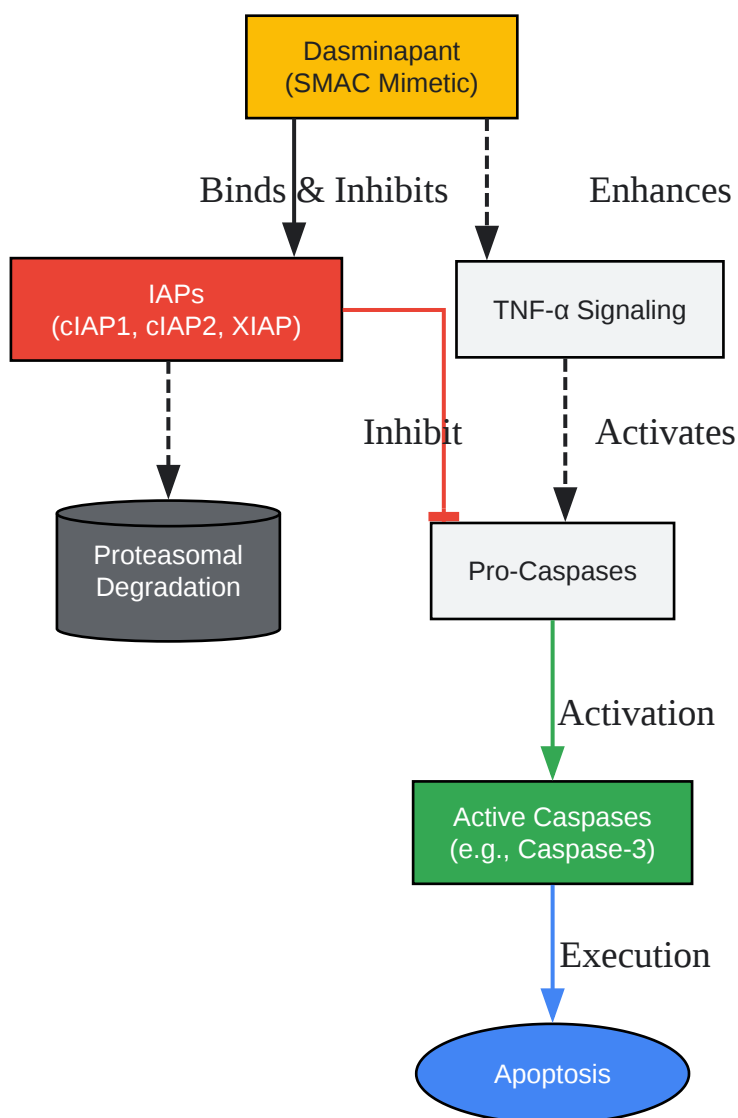 Dasminapant
(SMAC Mimetic)
Binds & Inhibits
Enhances
IAPs
(cIAP1, cIAP2, XIAP)
TNF-α Signaling
Inhibit
Activates
Proteasomal
Degradation
Pro-Caspases
Activation
Active Caspases
(e.g., Caspase-3)
Execution
Apoptosis